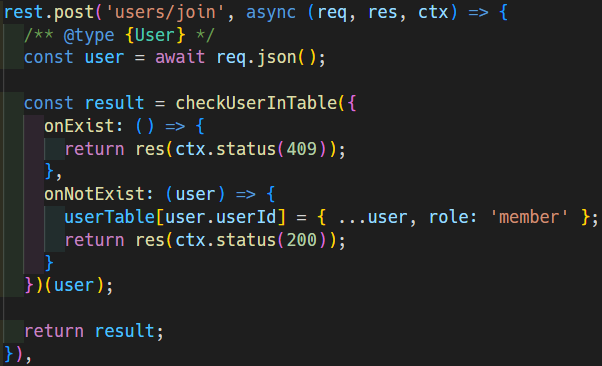 rest.post('users/join', async (req, res, ctx) => {
  /** @type {User} */
  const user = await req.json();

  const result = checkUserInTable({
    onExist: () => {
      return res(ctx.status(409));
    },
    onNotExist: (user) => {
      userTable[user.userId] = { ...user, role: 'member' };
      return res(ctx.status(200));
    }
  })(user);

  return result;
}),